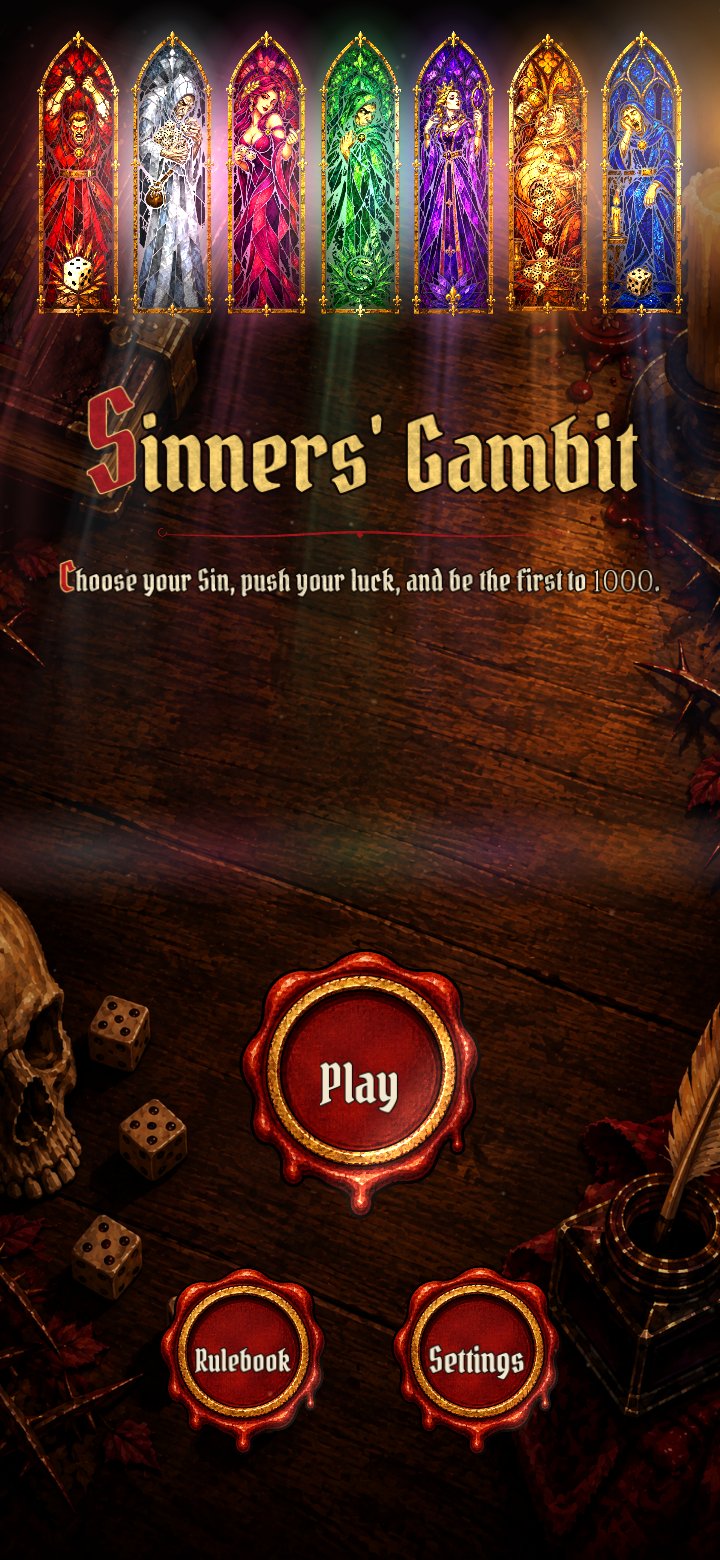 Sinners' Gambit
Choose your Sin, push your luck, and be the first to 1000.
Play
Rulebook
Settings